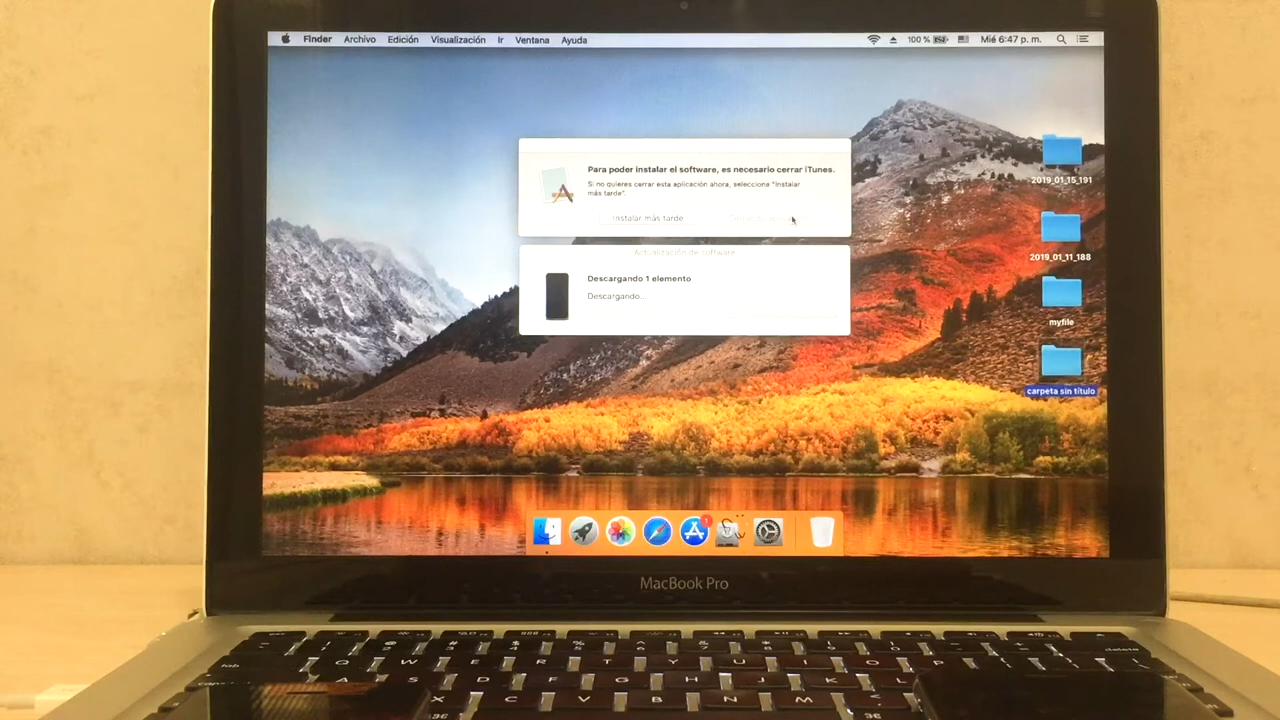 Finder Archivo Edición Visualización Ir Ventana Ayuda 100 % Mié 6:47 p. m.
Para poder instalar el software, es necesario cerrar iTunes.
Si no quieres cerrar esta aplicación ahora, selecciona "Instalar
más tarde".
Instalar más tarde
Actualización de software
Descargando 1 elemento
Descargando...
2019_01_15_191
2019_01_11_188
myfile
carpeta sin título
MacBook Pro
tab Q W E R T Y U I O P
A S D F G H J K L
X C V B N M
delete